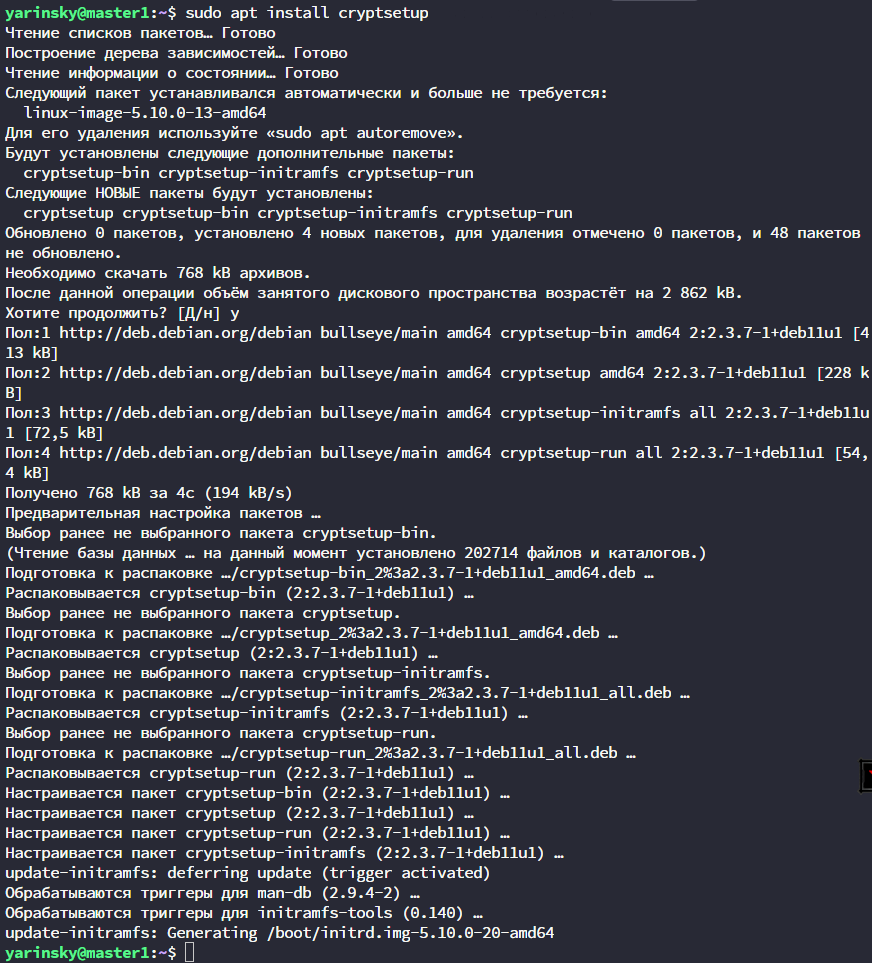 yarinsky@master1:~$ sudo apt install cryptsetup
Чтение списков пакетов… Готово
Построение дерева зависимостей… Готово
Чтение информации о состоянии… Готово
Следующий пакет устанавливался автоматически и больше не требуется:
  linux-image-5.10.0-13-amd64
Для его удаления используйте «sudo apt autoremove».
Будут установлены следующие дополнительные пакеты:
  cryptsetup-bin cryptsetup-initramfs cryptsetup-run
Следующие НОВЫЕ пакеты будут установлены:
  cryptsetup cryptsetup-bin cryptsetup-initramfs cryptsetup-run
Обновлено 0 пакетов, установлено 4 новых пакетов, для удаления отмечено 0 пакетов, и 48 пакетов
не обновлено.
Необходимо скачать 768 kB архивов.
После данной операции объём занятого дискового пространства возрастёт на 2 862 kB.
Хотите продолжить? [Д/н] y
Пол:1 http://deb.debian.org/debian bullseye/main amd64 cryptsetup-bin amd64 2:2.3.7-1+deb11u1 [4
13 kB]
Пол:2 http://deb.debian.org/debian bullseye/main amd64 cryptsetup amd64 2:2.3.7-1+deb11u1 [228 k
B]
Пол:3 http://deb.debian.org/debian bullseye/main amd64 cryptsetup-initramfs all 2:2.3.7-1+deb11u
1 [72,5 kB]
Пол:4 http://deb.debian.org/debian bullseye/main amd64 cryptsetup-run all 2:2.3.7-1+deb11u1 [54,
4 kB]
Получено 768 kB за 4с (194 kB/s)
Предварительная настройка пакетов …
Выбор ранее не выбранного пакета cryptsetup-bin.
(Чтение базы данных … на данный момент установлено 202714 файлов и каталогов.)
Подготовка к распаковке …/cryptsetup-bin_2%3a2.3.7-1+deb11u1_amd64.deb …
Распаковывается cryptsetup-bin (2:2.3.7-1+deb11u1) …
Выбор ранее не выбранного пакета cryptsetup.
Подготовка к распаковке …/cryptsetup_2%3a2.3.7-1+deb11u1_amd64.deb …
Распаковывается cryptsetup (2:2.3.7-1+deb11u1) …
Выбор ранее не выбранного пакета cryptsetup-initramfs.
Подготовка к распаковке …/cryptsetup-initramfs_2%3a2.3.7-1+deb11u1_all.deb …
Распаковывается cryptsetup-initramfs (2:2.3.7-1+deb11u1) …
Выбор ранее не выбранного пакета cryptsetup-run.
Подготовка к распаковке …/cryptsetup-run_2%3a2.3.7-1+deb11u1_all.deb …
Распаковывается cryptsetup-run (2:2.3.7-1+deb11u1) …
Настраивается пакет cryptsetup-bin (2:2.3.7-1+deb11u1) …
Настраивается пакет cryptsetup (2:2.3.7-1+deb11u1) …
Настраивается пакет cryptsetup-run (2:2.3.7-1+deb11u1) …
Настраивается пакет cryptsetup-initramfs (2:2.3.7-1+deb11u1) …
update-initramfs: deferring update (trigger activated)
Обрабатываются триггеры для man-db (2.9.4-2) …
Обрабатываются триггеры для initramfs-tools (0.140) …
update-initramfs: Generating /boot/initrd.img-5.10.0-20-amd64
yarinsky@master1:~$